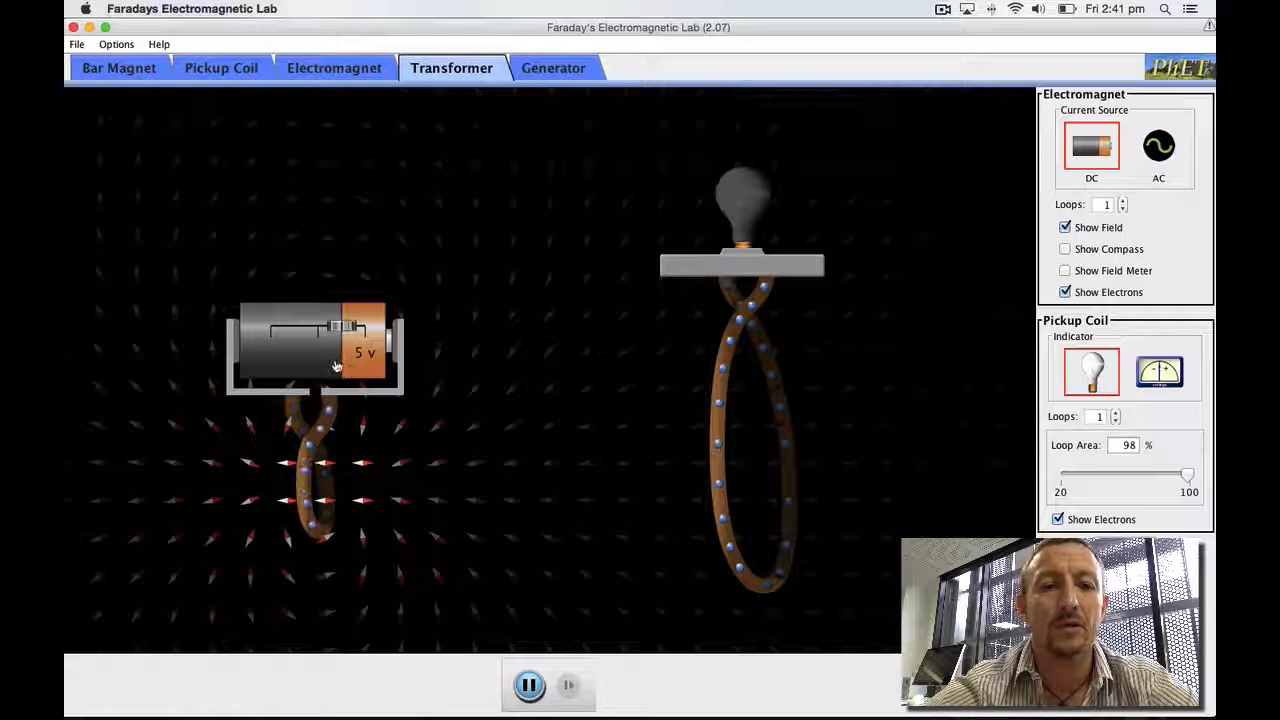 Faradays Electromagnetic Lab
Fri 2:41 pm
Faraday's Electromagnetic Lab (2.07)
File Options Help
Bar Magnet Pickup Coil Electromagnet Transformer Generator
PhET
Electromagnet
Current Source
DC AC
Loops: 1
Show Field
Show Compass
Show Field Meter
Show Electrons
5 v
Pickup Coil
Indicator
Loops: 1
Loop Area: 98 %
20 100
Show Electrons